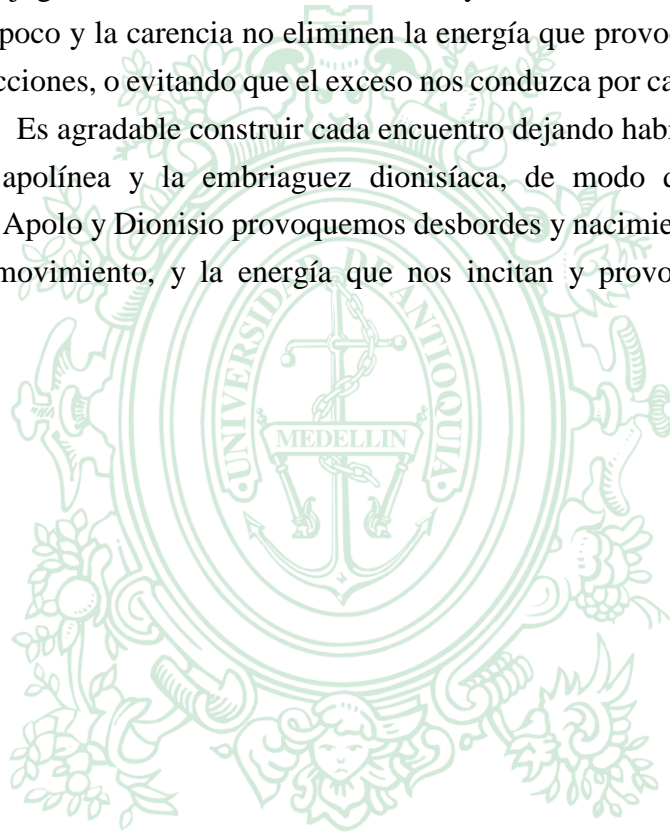 poco y la carencia no eliminen la energía que provoc
cciones, o evitando que el exceso nos conduzca por ca
Es agradable construir cada encuentro dejando habi
apolínea y la embriaguez dionisíaca, de modo
Apolo y Dionisio provoquemos desbordes y nacimie
movimiento, y la energía que nos incitan y provo
UNIVERSIDAD DE ANTIOQUIA
MEDELLIN